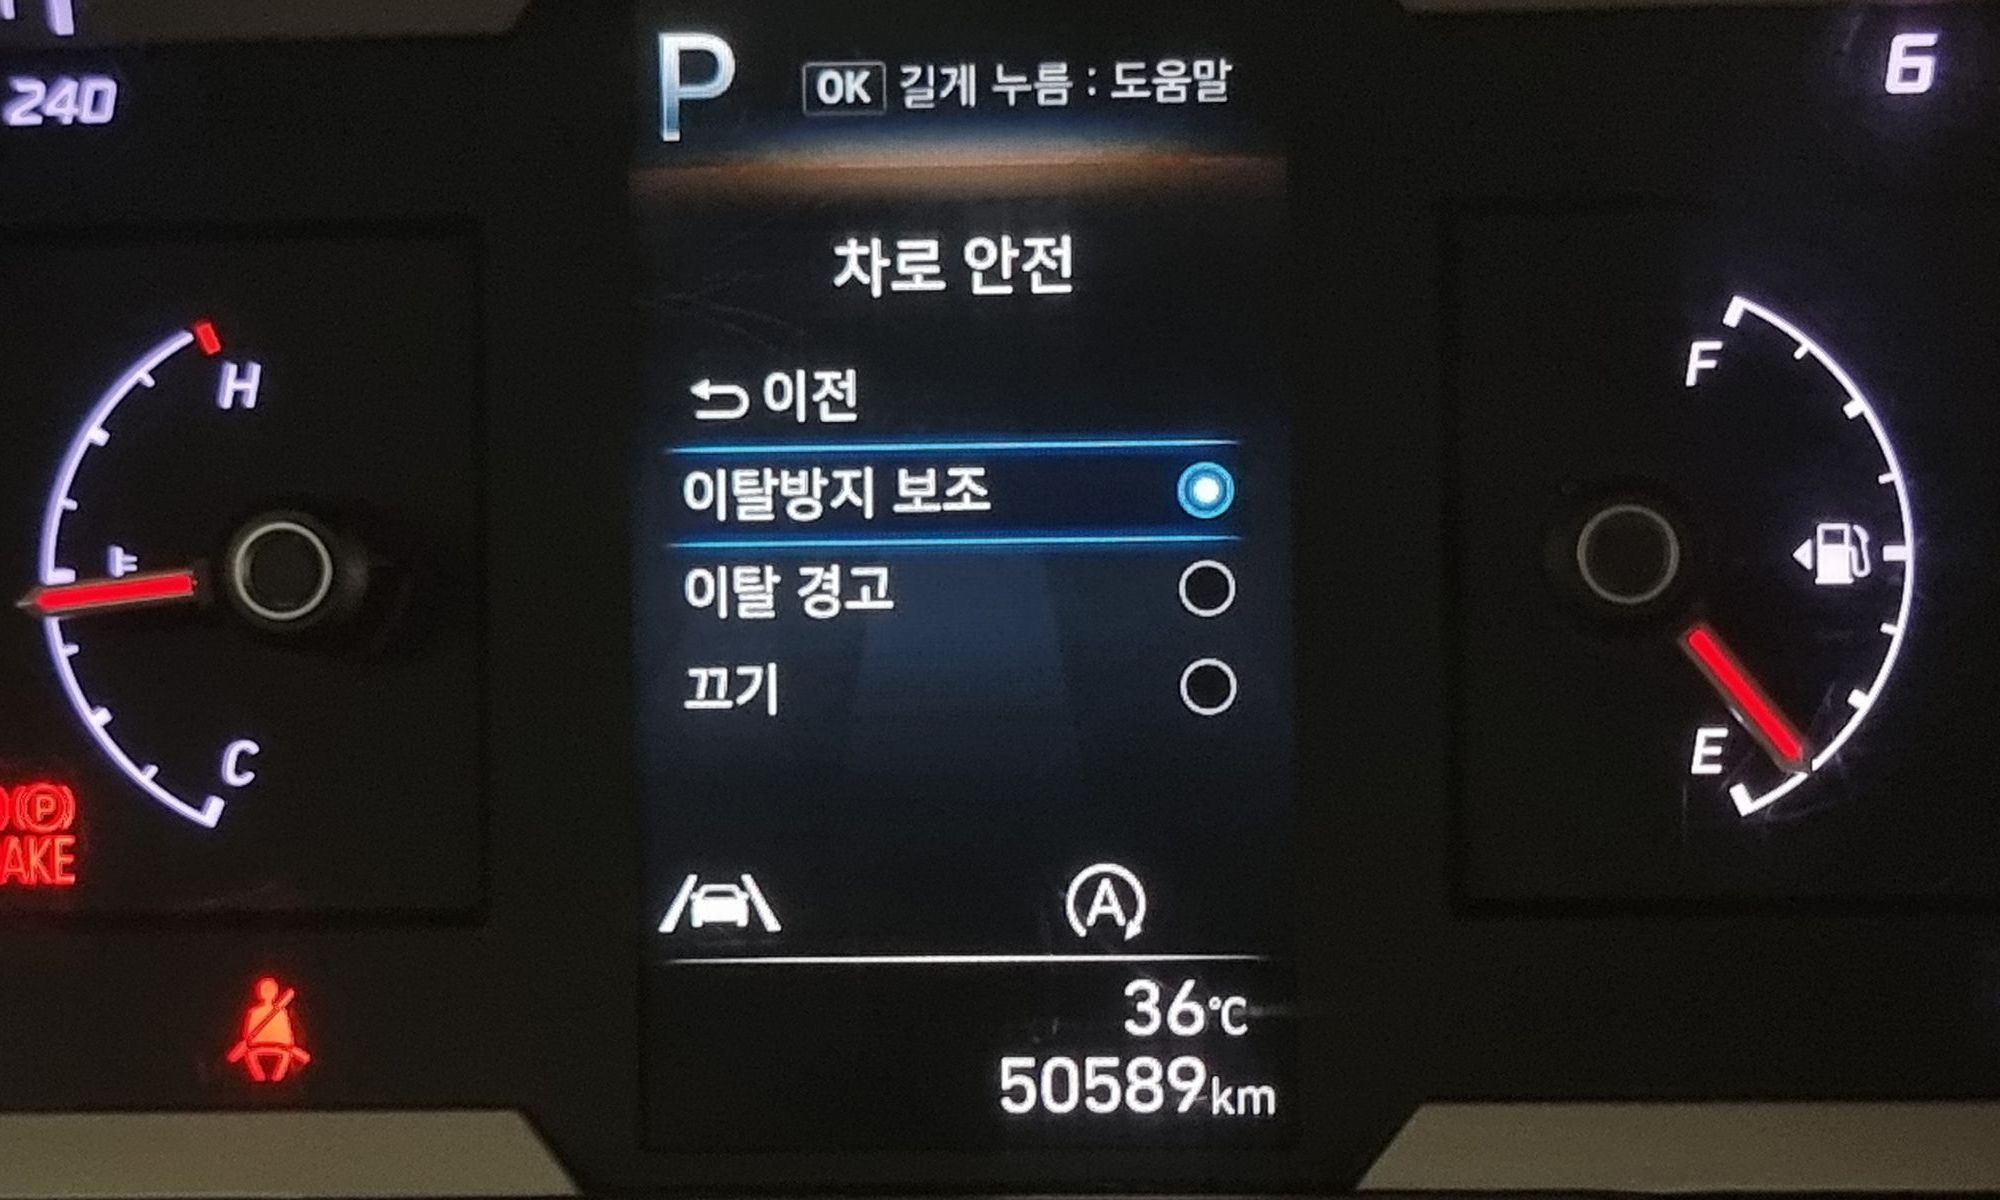 240
P
OK 길게 누름 : 도움말
6
차로 안전
이전
이탈방지 보조
이탈 경고
끄기
H
C
F
E
(P)
AKE
A
36℃
50589km